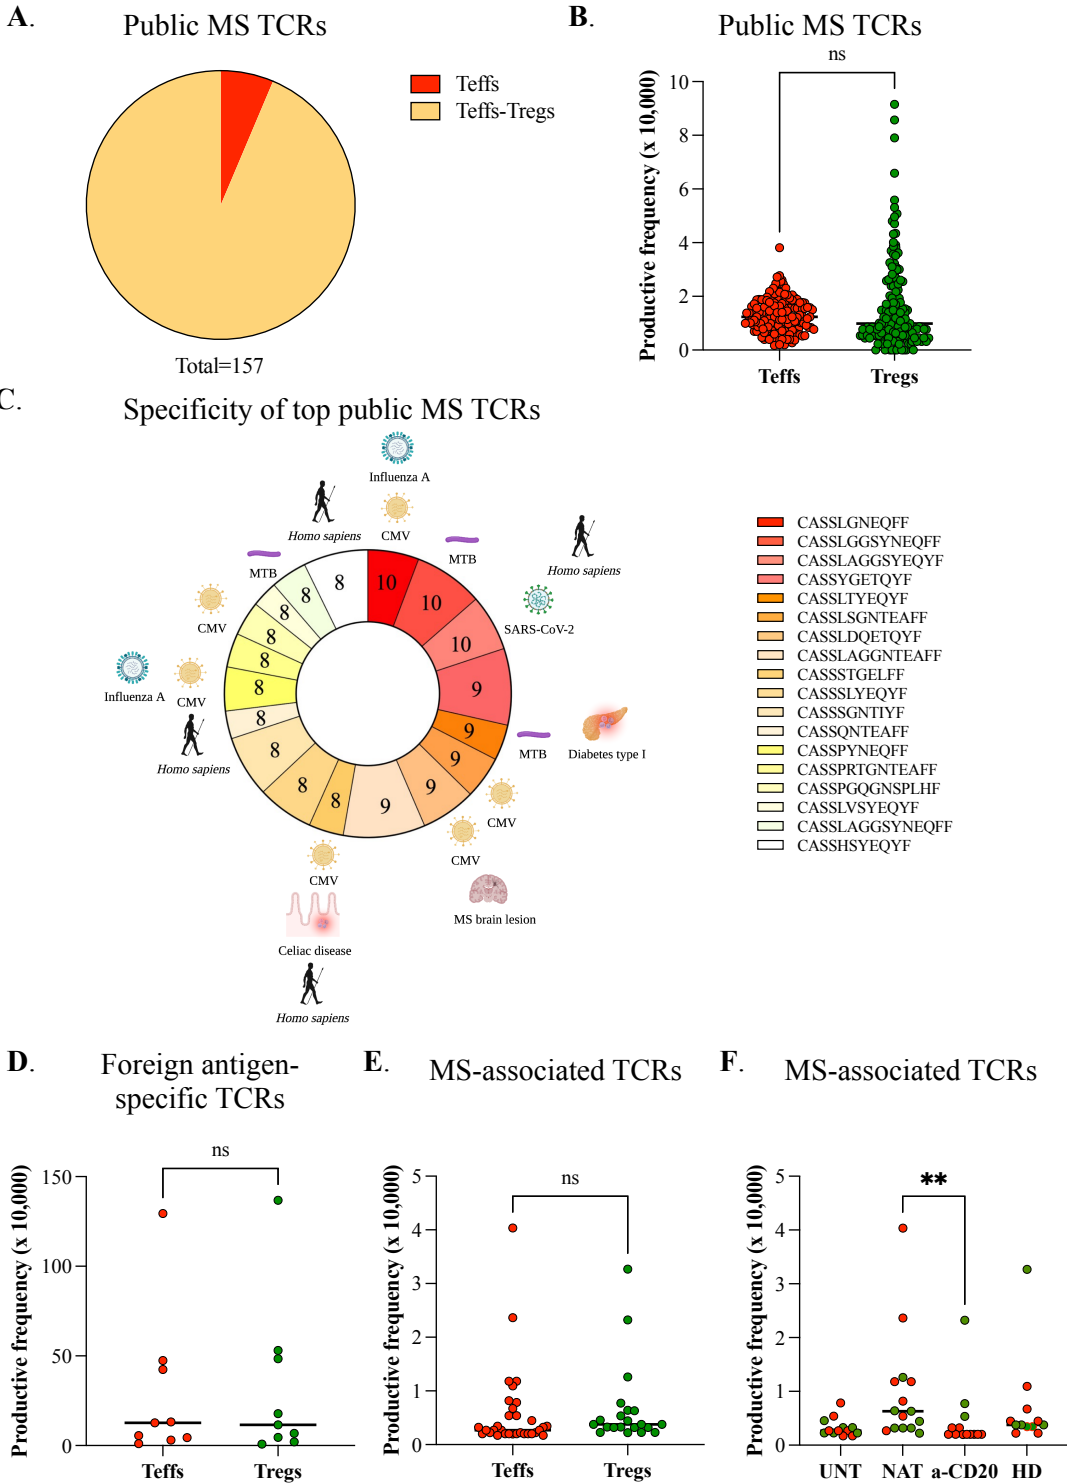 A.
Public MS TCRs
Teffs
Teffs-Tregs
Total=157
B.
Public MS TCRs
ns
Productive frequency (x 10,000)
10
8
6
4
2
0
Teffs
Tregs
C.
Specificity of top public MS TCRs
Influenza A
CMV
Homo sapiens
MTB
MTB
Homo sapiens
SARS-CoV-2
CMV
Influenza A
CMV
Homo sapiens
MTB
Diabetes type I
CMV
CMV
MS brain lesion
CMV
Celiac disease
Homo sapiens
10
10
10
9
9
9
9
9
8
8
8
8
8
8
8
8
8
8
CASSLGNEQFF
CASSLGGSYNEQFF
CASSLAGGSYEQYF
CASSYGETQYF
CASSLTYEQYF
CASSLSGNTEAFF
CASSLDQETQYF
CASSLAGGNTEAFF
CASSSTGELFF
CASSSLYEQYF
CASSSGNTIYF
CASSQNTEAFF
CASSPYNEQFF
CASSPRTGNTEAFF
CASSPGQGNSPLHF
CASSLVSYEQYF
CASSLAGGSYNEQFF
CASSHSYEQYF
D.
Foreign antigen-
specific TCRs
ns
Productive frequency (x 10,000)
150
100
50
0
Teffs
Tregs
E.
MS-associated TCRs
ns
Productive frequency (x 10,000)
5
4
3
2
1
0
Teffs
Tregs
F.
MS-associated TCRs
**
Productive frequency (x 10,000)
5
4
3
2
1
0
UNT
NAT
a-CD20
HD